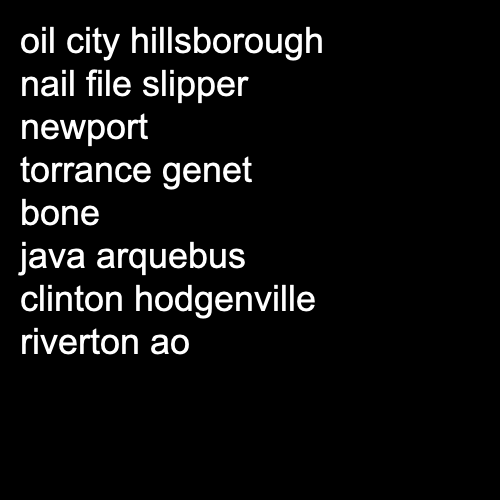 oil city hillsborough
nail file slipper
newport
torrance genet
bone
java arquebus
clinton hodgenville
riverton ao